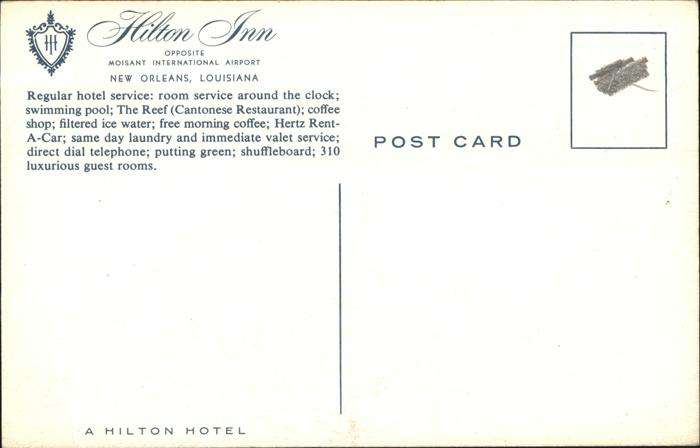 HI
Hilton Inn
OPPOSITE
MOISANT INTERNATIONAL AIRPORT
NEW ORLEANS, LOUISIANA
Regular hotel service: room service around the clock;
swimming pool; The Reef (Cantonese Restaurant); coffee
shop; filtered ice water; free morning coffee; Hertz Rent-
A-Car; same day laundry and immediate valet service;
direct dial telephone; putting green; shuffleboard; 310
luxurious guest rooms.
POST CARD
A HILTON HOTEL